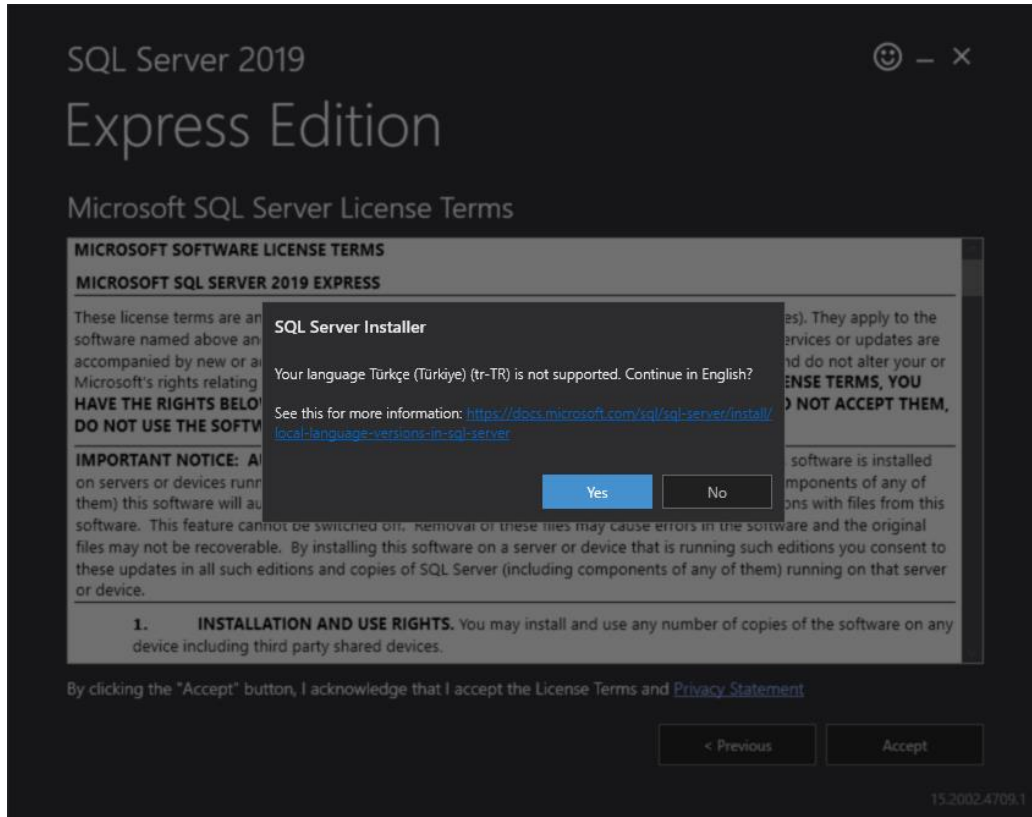 SQL Server 2019
Express Edition
Microsoft SQL Server License Terms
MICROSOFT SOFTWARE LICENSE TERMS
MICROSOFT SQL SERVER 2019 EXPRESS
These license terms are an
es). They apply to the
software named above an
ervices or updates are
accompanied by new or a
nd do not alter your or
Microsoft's rights relating
ENSE TERMS, YOU
HAVE THE RIGHTS BELO
O NOT ACCEPT THEM,
DO NOT USE THE SOFTW
SQL Server Installer
Your language Türkçe (Türkiye) (tr-TR) is not supported. Continue in English?
See this for more information: https://docs.microsoft.com/sql/sql-server/install/
local-language-versions-in-sql-server
Yes No
IMPORTANT NOTICE: A
software is installed
on servers or devices runn
mponents of any of
them) this software will au
ons with files from this
software. This feature cannot be switched off. Removal of these files may cause errors in the software and the original
files may not be recoverable. By installing this software on a server or device that is running such editions you consent to
these updates in all such editions and copies of SQL Server (including components of any of them) running on that server
or device.
1. INSTALLATION AND USE RIGHTS. You may install and use any number of copies of the software on any
device including third party shared devices.
By clicking the "Accept" button, I acknowledge that I accept the License Terms and Privacy Statement
< Previous Accept
15.2002.4709.1